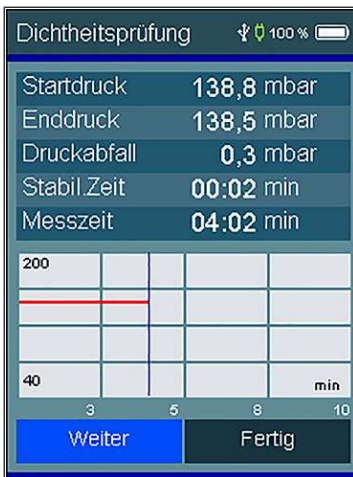 Dichtheitsprüfung 100 %
Startdruck 138,8 mbar
Enddruck 138,5 mbar
Druckabfall 0,3 mbar
Stabil.Zeit 00:02 min
Messzeit 04:02 min
200
40 min
3 5 8 10
Weiter Fertig